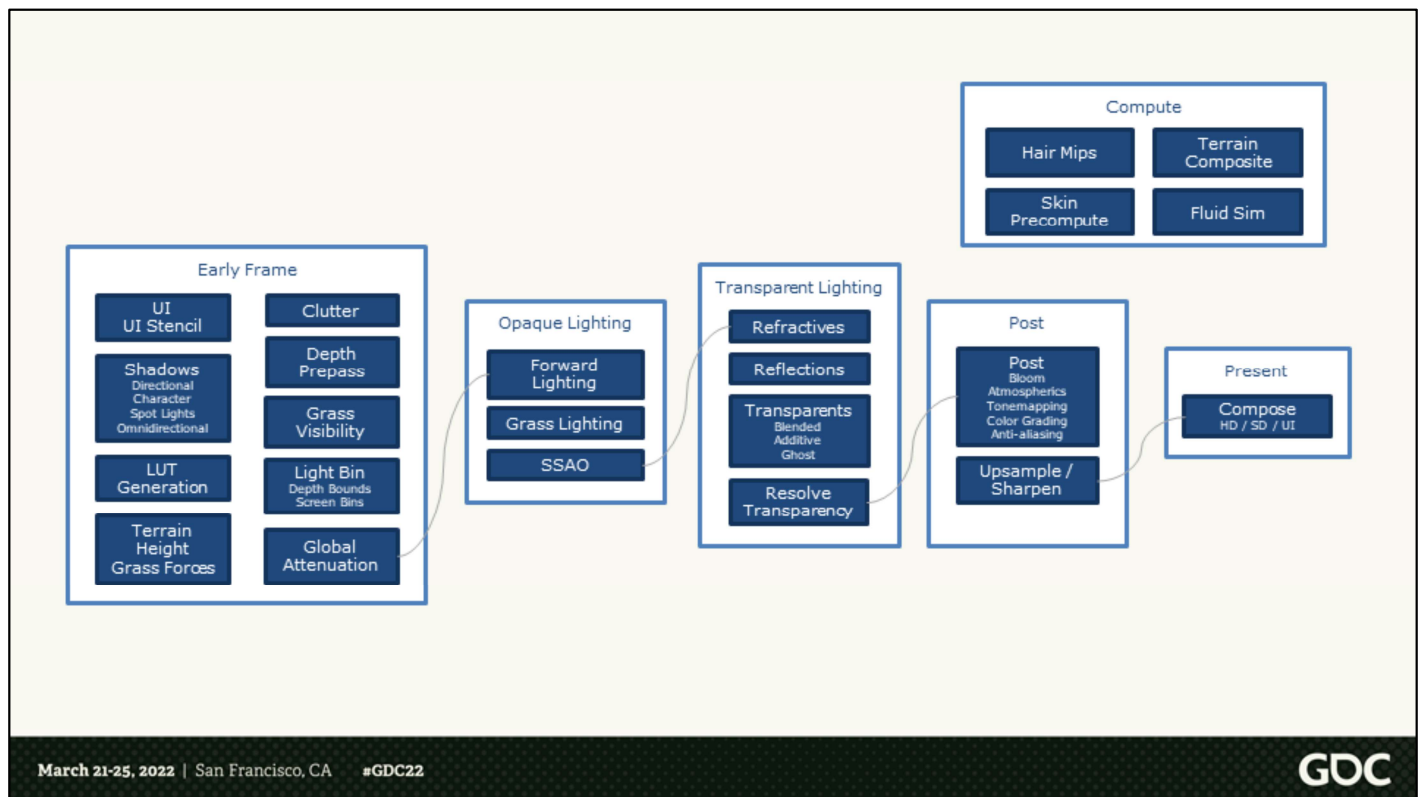 Compute
Hair Mips
Terrain
Composite
Skin
Precompute
Fluid Sim
Early Frame
UI
UI Stencil
Shadows
Directional
Character
Spot Lights
Omnidirectional
LUT
Generation
Terrain
Height
Grass Forces
Clutter
Depth
Prepass
Grass
Visibility
Light Bin
Depth Bounds
Screen Bins
Global
Attenuation
Opaque Lighting
Forward
Lighting
Grass Lighting
SSAO
Transparent Lighting
Refractives
Reflections
Transparents
Blended
Additive
Ghost
Resolve
Transparency
Post
Post
Bloom
Atmospherics
Tonemapping
Color Grading
Anti-aliasing
Upsample /
Sharpen
Present
Compose
HD / SD / UI
March 21-25, 2022 | San Francisco, CA #GDC22
GDC